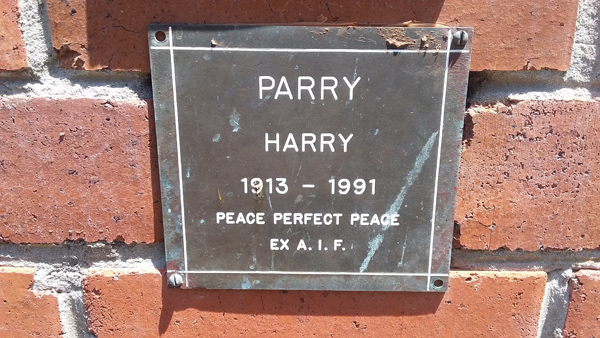 PARRY
HARRY
1913 - 1991
PEACE PERFECT PEACE
EX A. I. F.